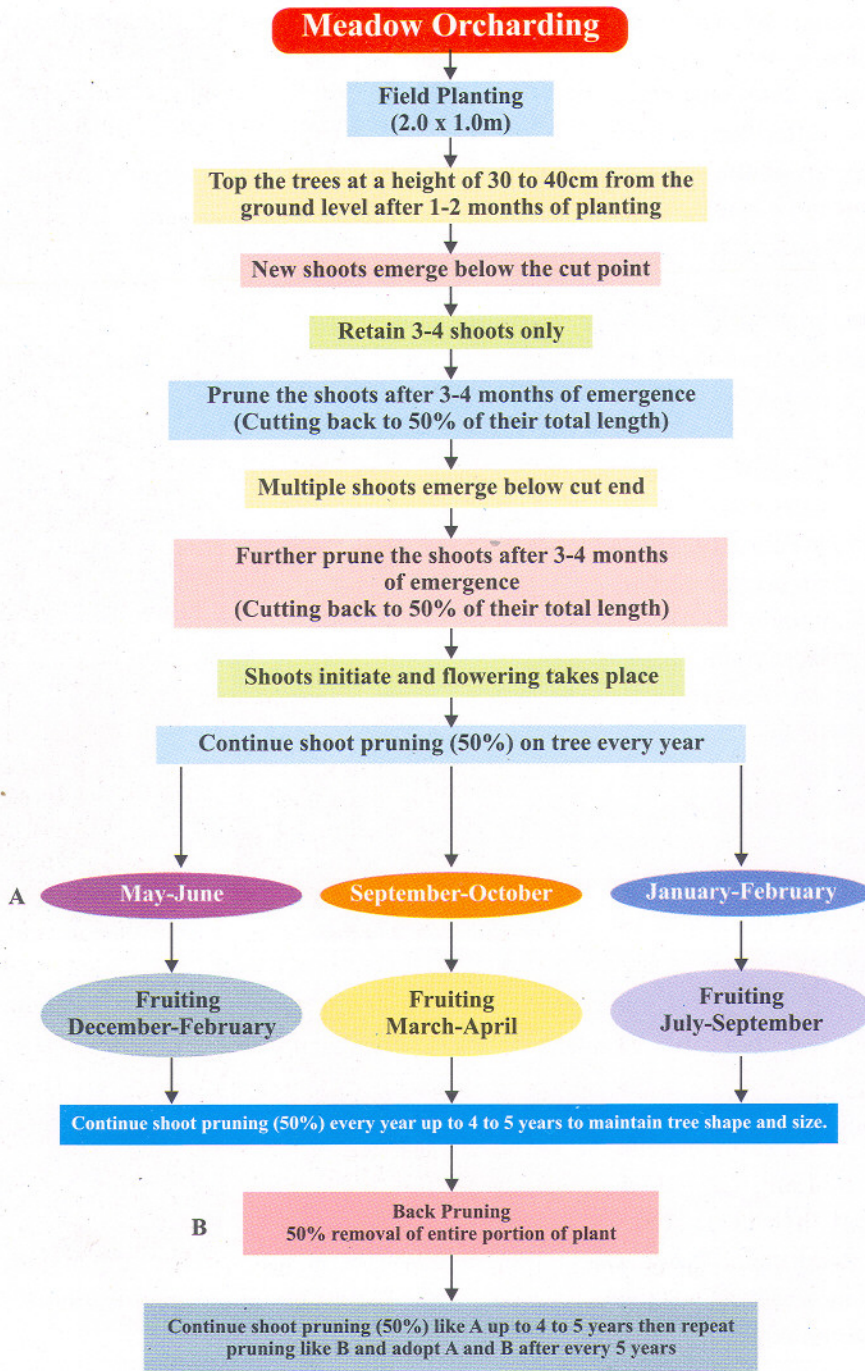 Meadow Orcharding
Field Planting
(2.0 x 1.0m)
Top the trees at a height of 30 to 40cm from the
ground level after 1-2 months of planting
New shoots emerge below the cut point
Retain 3-4 shoots only
Prune the shoots after 3-4 months of emergence
(Cutting back to 50% of their total length)
Multiple shoots emerge below cut end
Further prune the shoots after 3-4 months
of emergence
(Cutting back to 50% of their total length)
Shoots initiate and flowering takes place
Continue shoot pruning (50%) on tree every year
A
May-June
September-October
January-February
Fruiting
December-February
Fruiting
March-April
Fruiting
July-September
Continue shoot pruning (50%) every year up to 4 to 5 years to maintain tree shape and size.
B
Back Pruning
50% removal of entire portion of plant
Continue shoot pruning (50%) like A up to 4 to 5 years then repeat
pruning like B and adopt A and B after every 5 years